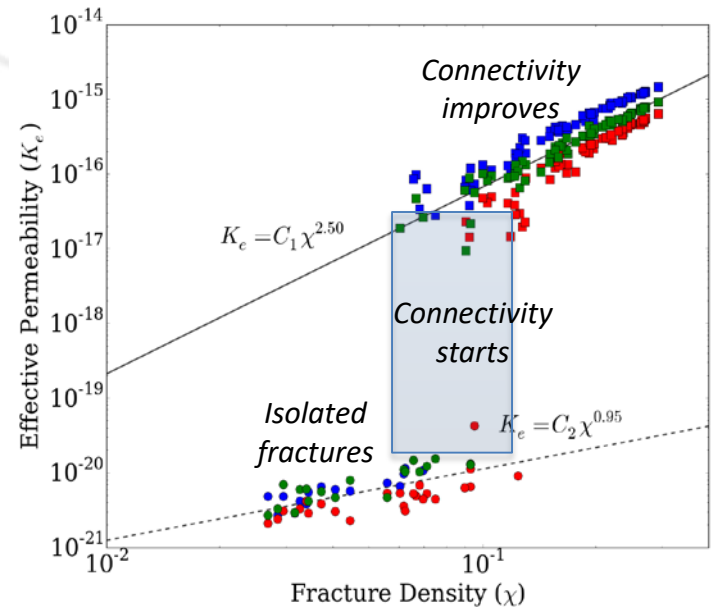 10^{-14}
10^{-15}
10^{-16}
10^{-17}
10^{-18}
10^{-19}
10^{-20}
10^{-21}
Effective Permeability (K_e)
Connectivity
improves
K_e = C_1 χ^{2.50}
Connectivity
starts
Isolated
fractures
K_e = C_2 χ^{0.95}
10^{-2}
10^{-1}
Fracture Density (χ)